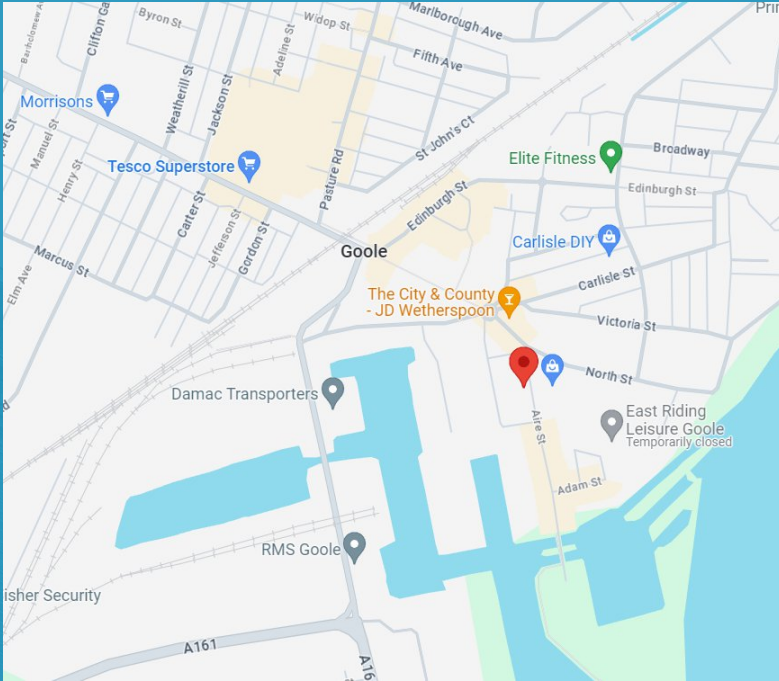 Marlborough Ave
Byron St
Widop St
Clifton Ga
Bartholomew A
Adeline St
Fifth Ave
Weatherill St
Jackson St
Morrisons
St John's Ct
Manuel St
Henry St
Tesco Superstore
Pasture Rd
Elite Fitness
Broadway
Edinburgh St
Edinburgh St
Carter St
Jefferson St
Gordon St
Goole
Carlisle DIY
Marcus St
Elm Ave
Carlisle St
The City & County
- JD Wetherspoon
Victoria St
North St
Damac Transporters
Aire St
East Riding
Leisure Goole
Temporarily closed
Adam St
RMS Goole
isher Security
A161
A16